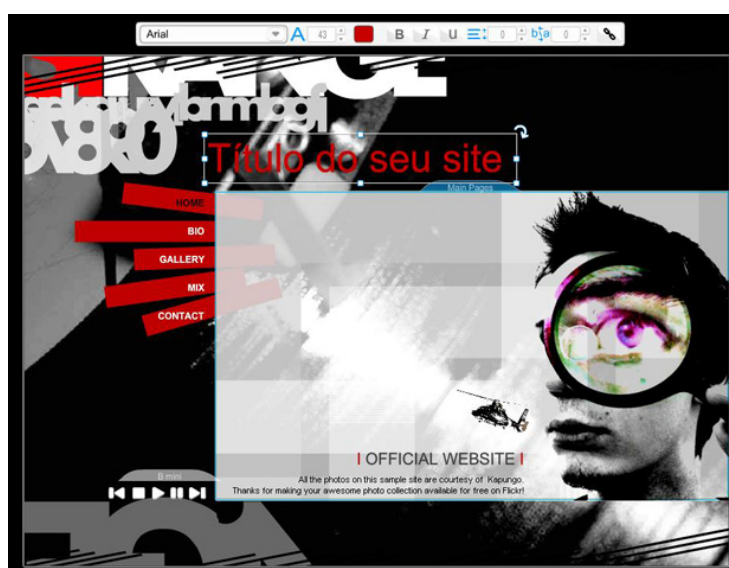 Arial
A 43 B I U 0 b a 0
Título do seu site
Main Pages
HOME
BIO
GALLERY
MIX
CONTACT
I OFFICIAL WEBSITE I
All the photos on this sample site are courtesy of Kapungo.
Thanks for making your awesome photo collection available for free on Flickr!
B mini